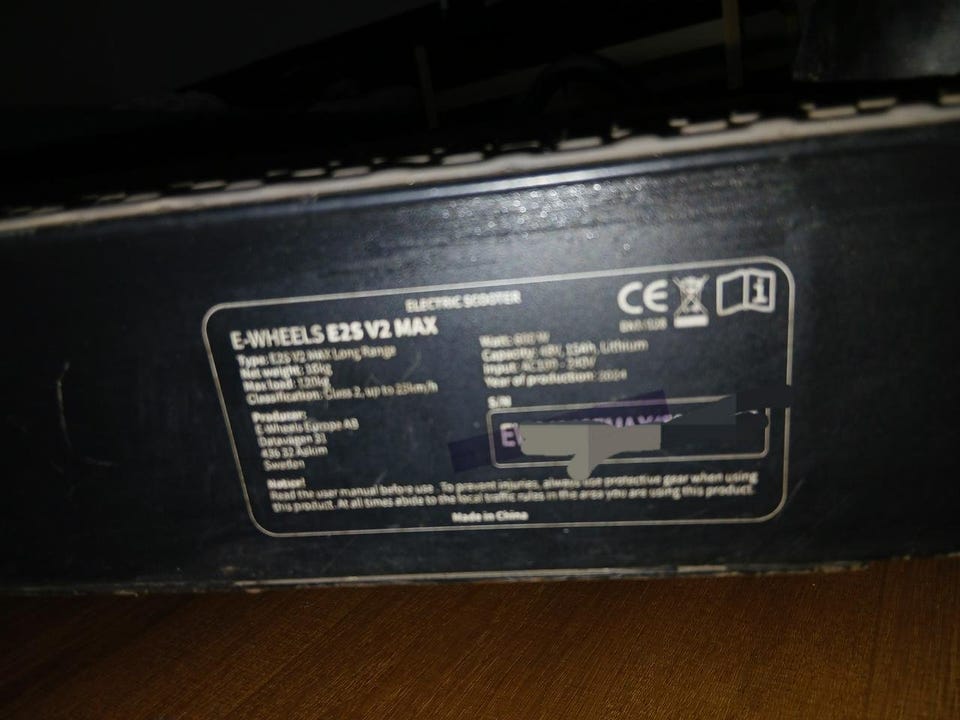 ELECTRIC SCOOTER
E-WHEELS E2S V2 MAX
Type: E2S V2 MAX Long Range
Net weight:
Max load: 120kg
Classification: Class 2, up to
Producer:
E-Wheels Europe AB
Datavägen 31
436 32 Askim
Sweden
CE
Watt:
Capacity: 48V, 15Ah, Lithium
Input: AC100 - 240V
Year of production: 2024
S/N
Notice!
Read the user manual before use. To prevent injuries, always use protective gear when using
this product. At all times abide to the local traffic rules in the area you are using this product.
Made in China